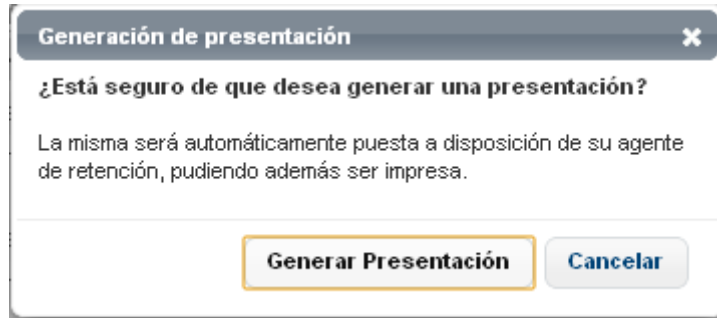 Generación de presentación
¿Está seguro de que desea generar una presentación?
La misma será automáticamente puesta a disposición de su agente
de retención, pudiendo además ser impresa.
Generar Presentación
Cancelar